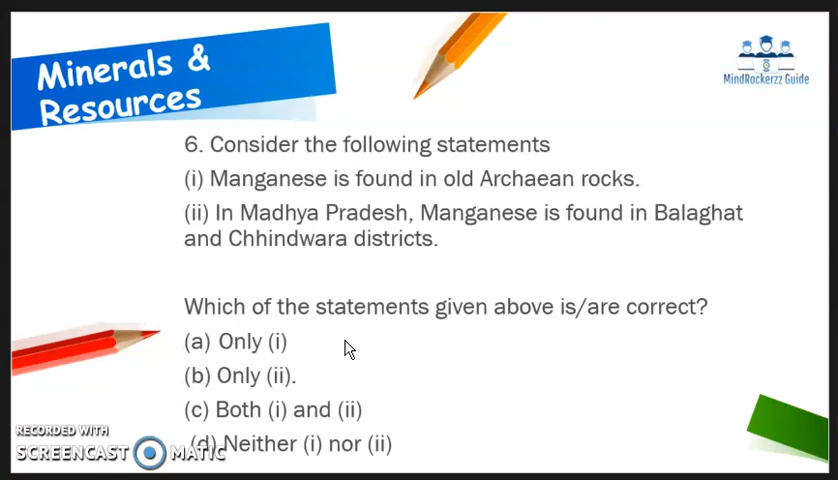 Minerals &
Resources
MindRockerzz Guide
6. Consider the following statements
(i) Manganese is found in old Archaean rocks.
(ii) In Madhya Pradesh, Manganese is found in Balaghat
and Chhindwara districts.
Which of the statements given above is/are correct?
(a) Only (i)
(b) Only (ii).
(c) Both (i) and (ii)
(d) Neither (i) nor (ii)
RECORDED WITH
SCREENCAST MATIC